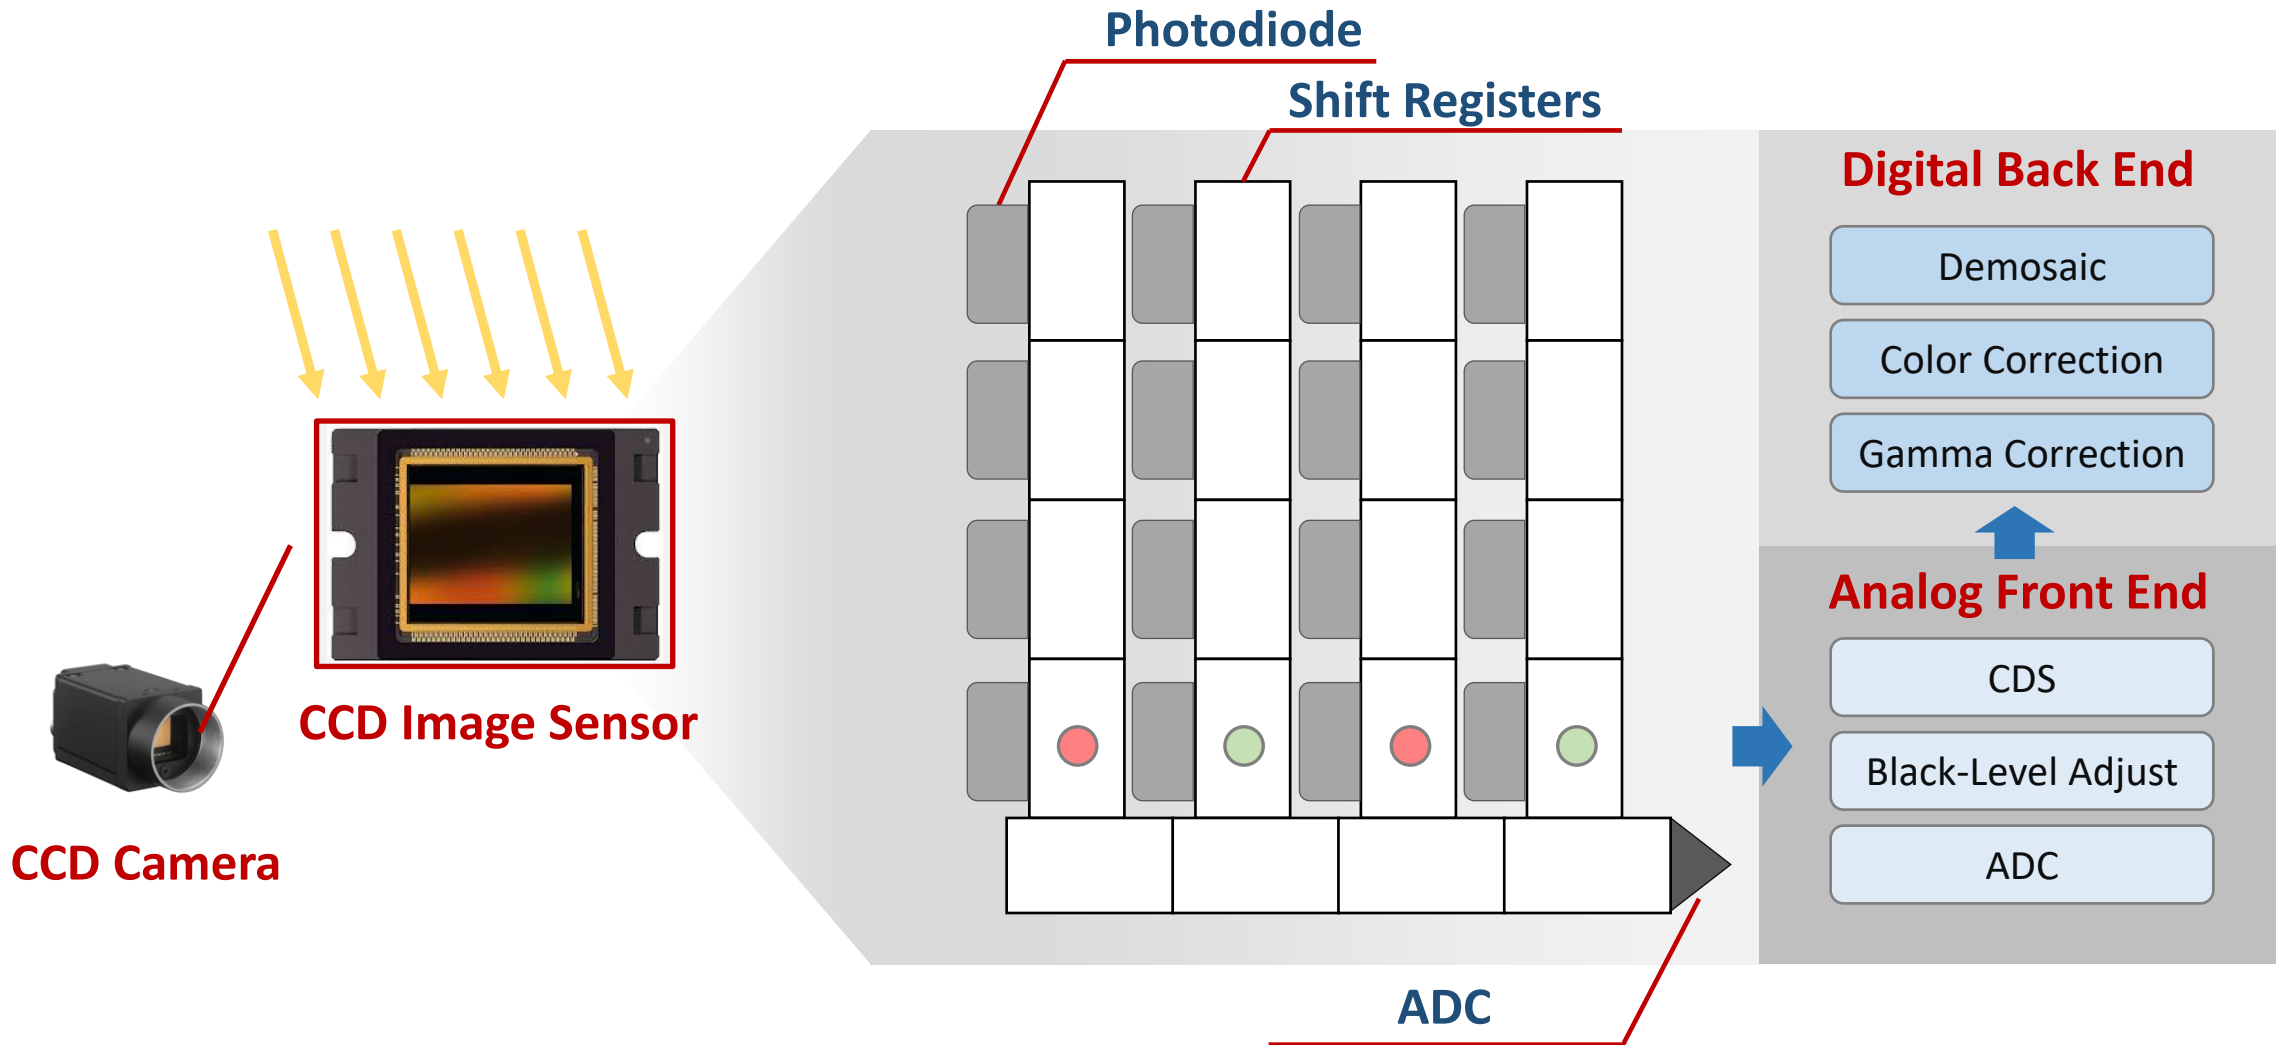 Photodiode
Shift Registers
Digital Back End
Demosaic
Color Correction
Gamma Correction
Analog Front End
CDS
Black-Level Adjust
ADC
CCD Image Sensor
CCD Camera
ADC